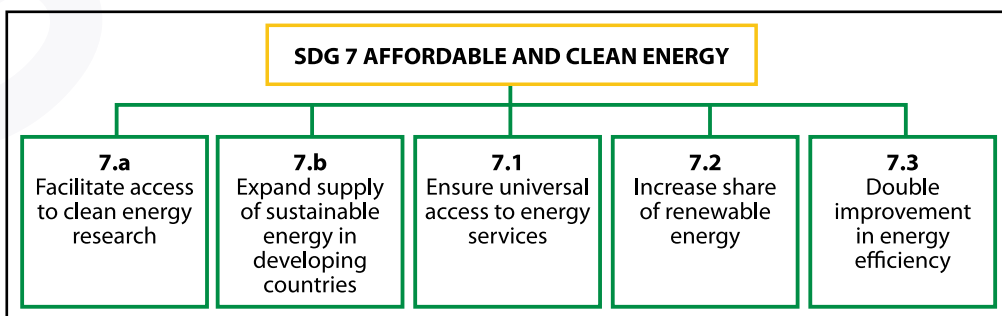 SDG 7 AFFORDABLE AND CLEAN ENERGY
7.a
Facilitate access
to clean energy
research
7.b
Expand supply
of sustainable
energy in
developing
countries
7.1
Ensure universal
access to energy
services
7.2
Increase share
of renewable
energy
7.3
Double
improvement
in energy
efficiency